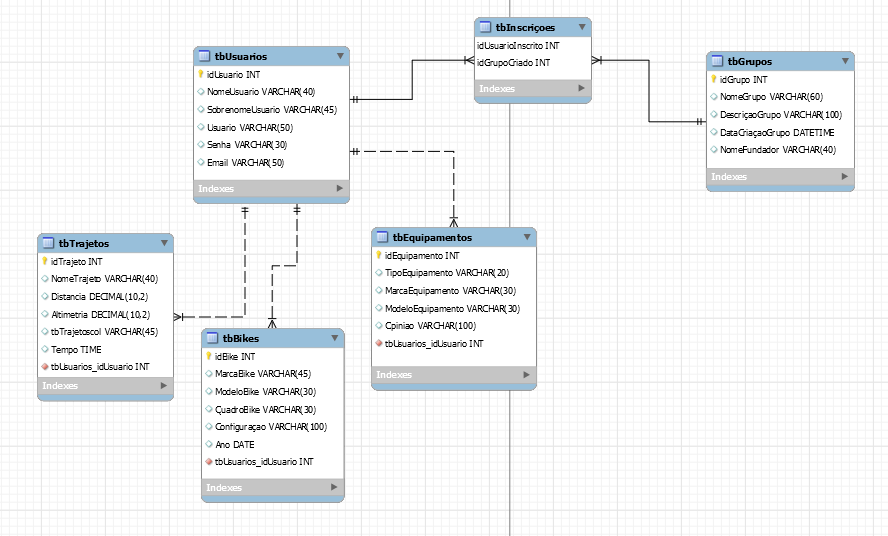 tbInscriçoes
idUsuarioInscrito INT
idGrupoCriado INT
Indexes
tbUsuarios
idUsuario INT
NomeUsuario VARCHAR(40)
SobrenomeUsuario VARCHAR(45)
Usuario VARCHAR(50)
Senha VARCHAR(30)
Email VARCHAR(50)
Indexes
tbGrupos
idGrupo INT
NomeGrupo VARCHAR(60)
DescriçaoGrupo VARCHAR(100)
DataCriaçaoGrupo DATETIME
NomeFundador VARCHAR(40)
Indexes
tbTrajetos
idTrajeto INT
NomeTrajeto VARCHAR(40)
Distancia DECIMAL(10,2)
Altimetria DECIMAL(10,2)
tbTrajetoscol VARCHAR(45)
Tempo TIME
tbUsuarios_idUsuario INT
Indexes
tbEquipamentos
idEquipamento INT
TipoEquipamento VARCHAR(20)
MarcaEquipamento VARCHAR(30)
ModeloEquipamento VARCHAR(30)
Opiniao VARCHAR(100)
tbUsuarios_idUsuario INT
Indexes
tbBikes
idBike INT
MarcaBike VARCHAR(45)
ModeloBike VARCHAR(30)
QuadroBike VARCHAR(30)
Configuraçao VARCHAR(100)
Ano DATE
tbUsuarios_idUsuario INT
Indexes